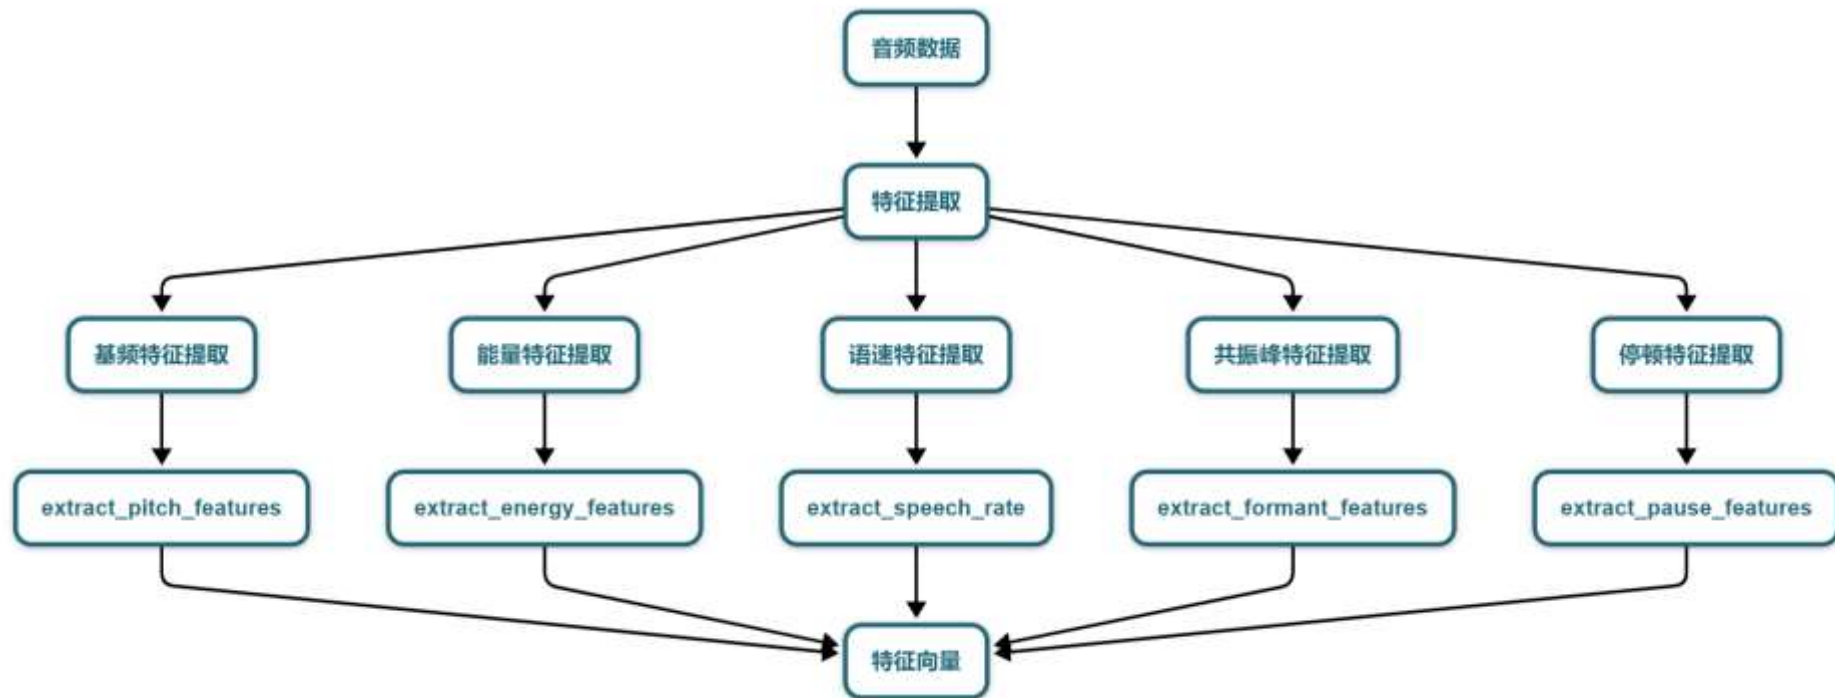 音频数据
特征提取
基频特征提取
能量特征提取
语速特征提取
共振峰特征提取
停顿特征提取
extract_pitch_features
extract_energy_features
extract_speech_rate
extract_formant_features
extract_pause_features
特征向量